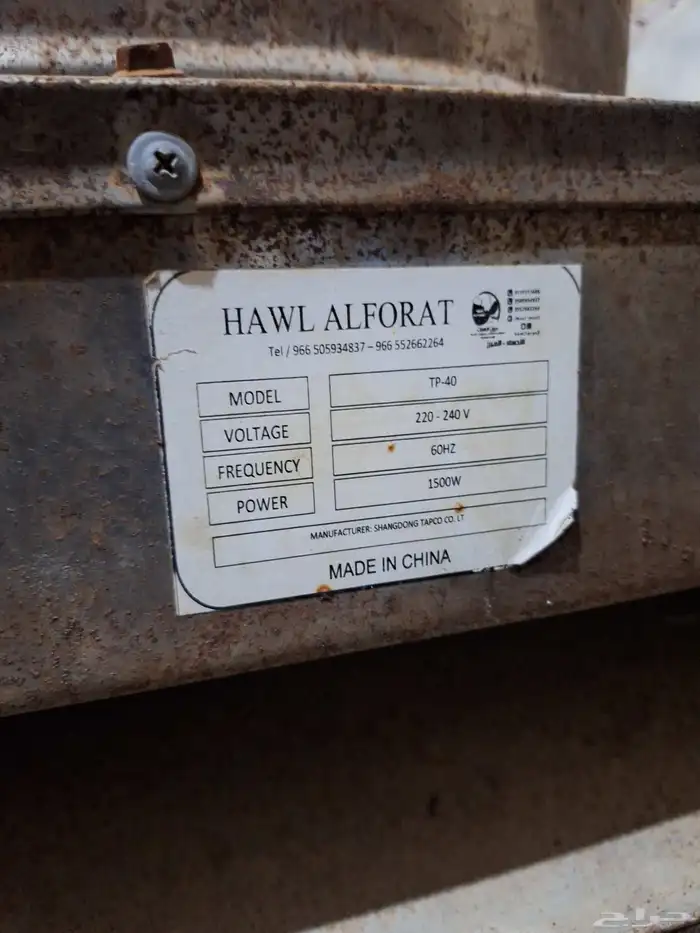 HAWL ALFORAT
Tel / 966 505934837 – 966 552662264
MODEL TP-40
VOLTAGE 220 - 240 V
FREQUENCY 60HZ
POWER 1500W
MANUFACTURER: SHANGDONG TAPCO CO. LT
MADE IN CHINA
حراج